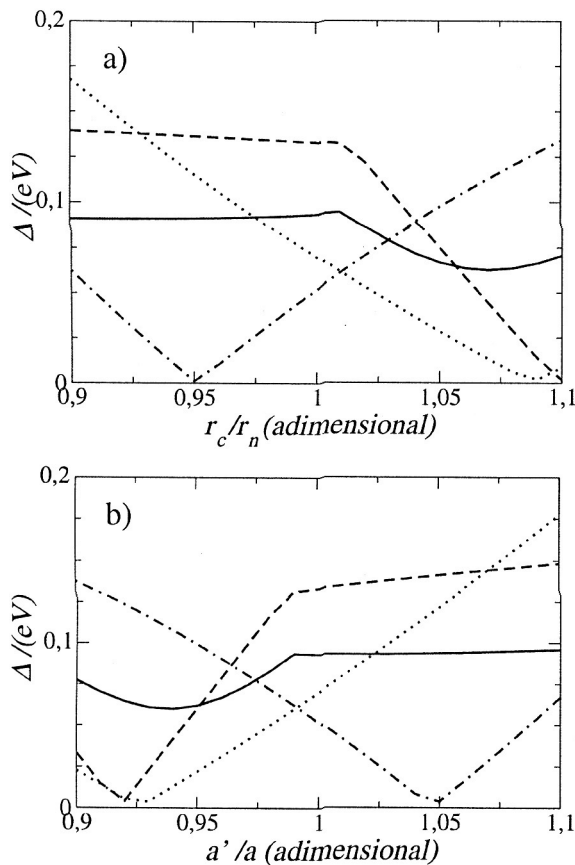 0,2
a)
0,1
Δ /(eV)
0
0,9 0,95 1 1,05 1,1
r_c/r_n (adimensional)
0,2
b)
0,1
Δ /(eV)
0
0,9 0,95 1 1,05 1,1
a'/a (adimensional)